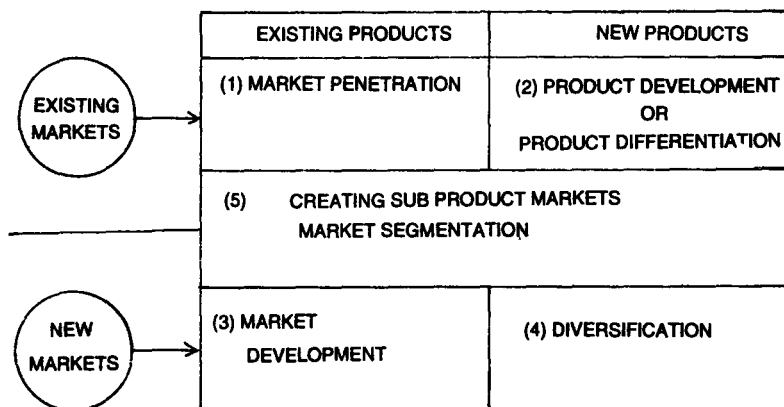 EXISTING PRODUCTS
NEW PRODUCTS
EXISTING
MARKETS
(1) MARKET PENETRATION
(2) PRODUCT DEVELOPMENT
OR
PRODUCT DIFFERENTIATION
(5) CREATING SUB PRODUCT MARKETS
MARKET SEGMENTATION
NEW
MARKETS
(3) MARKET
DEVELOPMENT
(4) DIVERSIFICATION